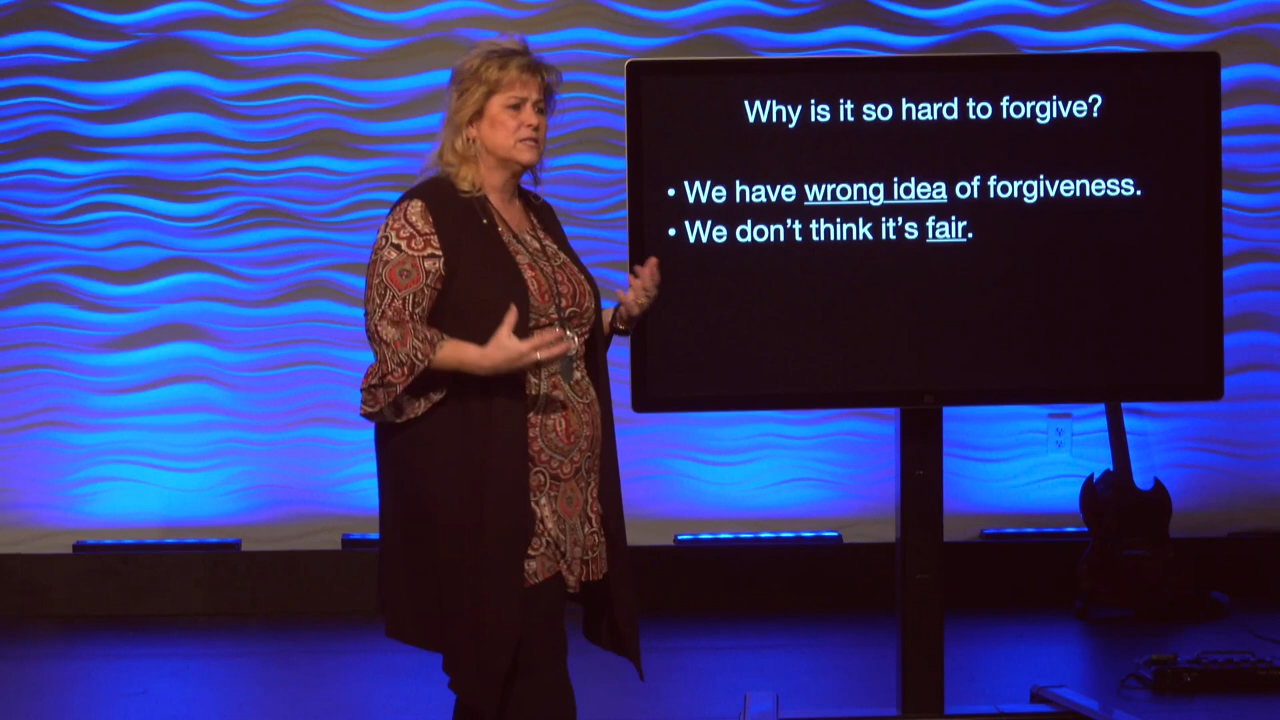 Why is it so hard to forgive?
• We have wrong idea of forgiveness.
• We don't think it's fair.